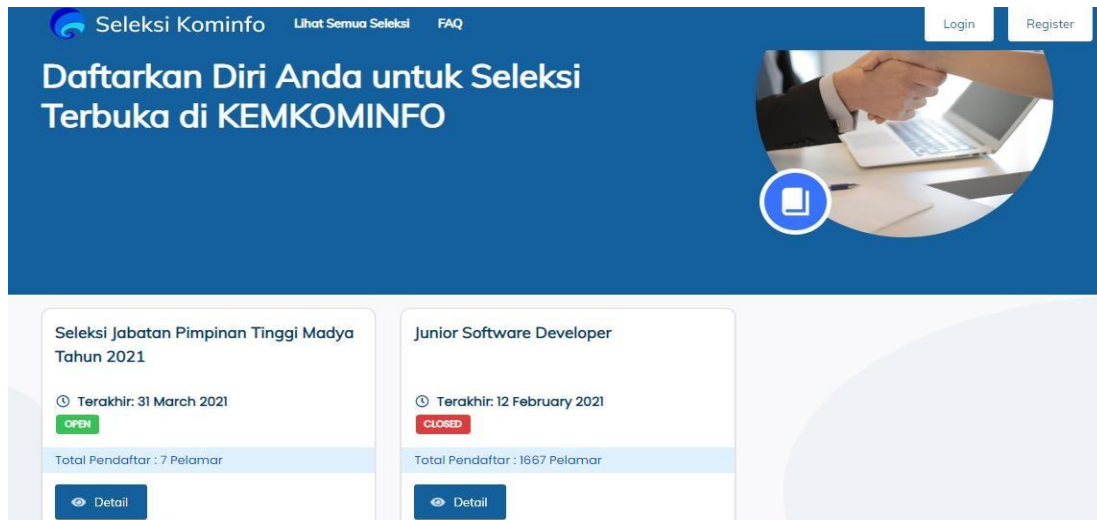 Seleksi Kominfo Lihat Semua Seleksi FAQ Login Register
Daftarkan Diri Anda untuk Seleksi
Terbuka di KEMKOMINFO
Seleksi Jabatan Pimpinan Tinggi Madya
Tahun 2021
Terakhir: 31 March 2021
OPEN
Total Pendaftar : 7 Pelamar
Detail
Junior Software Developer
Terakhir: 12 February 2021
CLOSED
Total Pendaftar : 1667 Pelamar
Detail